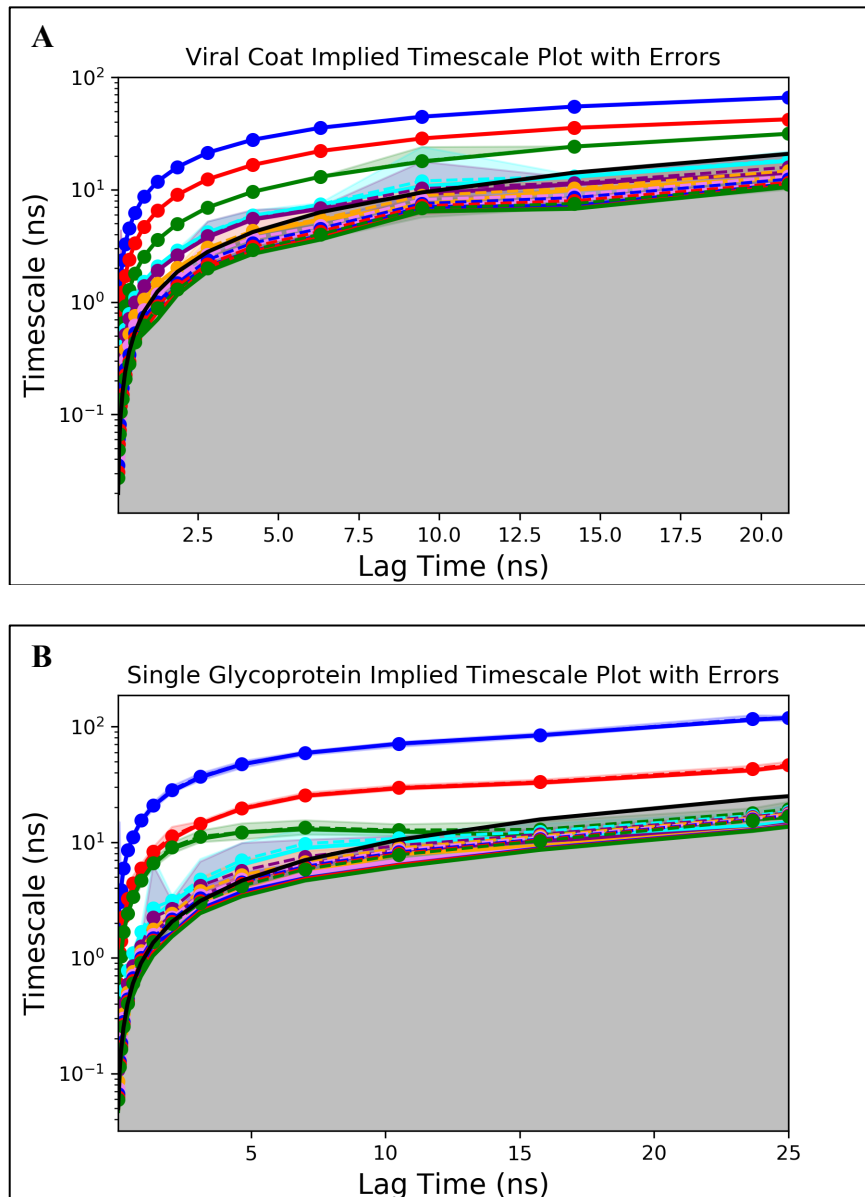 A
Viral Coat Implied Timescale Plot with Errors
10²
10¹
10⁰
10⁻¹
Timescale (ns)
2.5 5.0 7.5 10.0 12.5 15.0 17.5 20.0
Lag Time (ns)
B
Single Glycoprotein Implied Timescale Plot with Errors
10²
10¹
10⁰
10⁻¹
Timescale (ns)
5 10 15 20 25
Lag Time (ns)